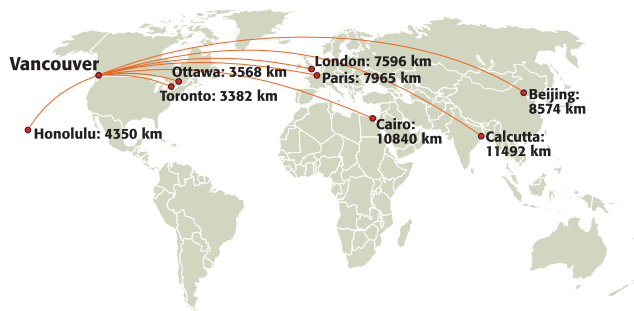 London: 7596 km
Vancouver
Ottawa: 3568 km
Paris: 7965 km
Toronto: 3382 km
Beijing:
8574 km
Cairo:
10840 km
Honolulu: 4350 km
Calcutta:
11492 km